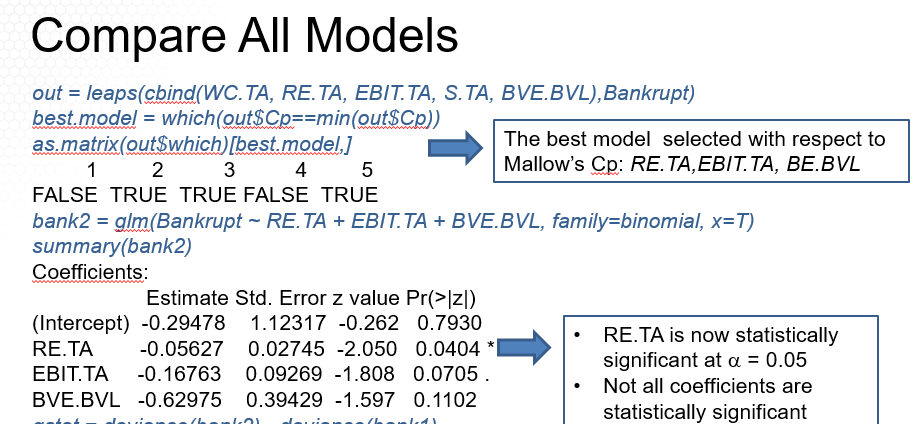 Compare All Models
out = leaps(cbind(WC.TA, RE.TA, EBIT.TA, S.TA, BVE.BVL),Bankrupt)
best.model = which(out$Cp==min(out$Cp))
as.matrix(out$which)[best.model,]
1 2 3 4 5
FALSE TRUE TRUE FALSE TRUE
The best model selected with respect to
Mallow's Cp: RE.TA,EBIT.TA, BE.BVL
bank2 = glm(Bankrupt ~ RE.TA + EBIT.TA + BVE.BVL, family=binomial, x=T)
summary(bank2)
Coefficients:
Estimate Std. Error z value Pr(>|z|)
(Intercept) -0.29478 1.12317 -0.262 0.7930
RE.TA -0.05627 0.02745 -2.050 0.0404 *
EBIT.TA -0.16763 0.09269 -1.808 0.0705 .
BVE.BVL -0.62975 0.39429 -1.597 0.1102
• RE.TA is now statistically
significant at α = 0.05
• Not all coefficients are
statistically significant